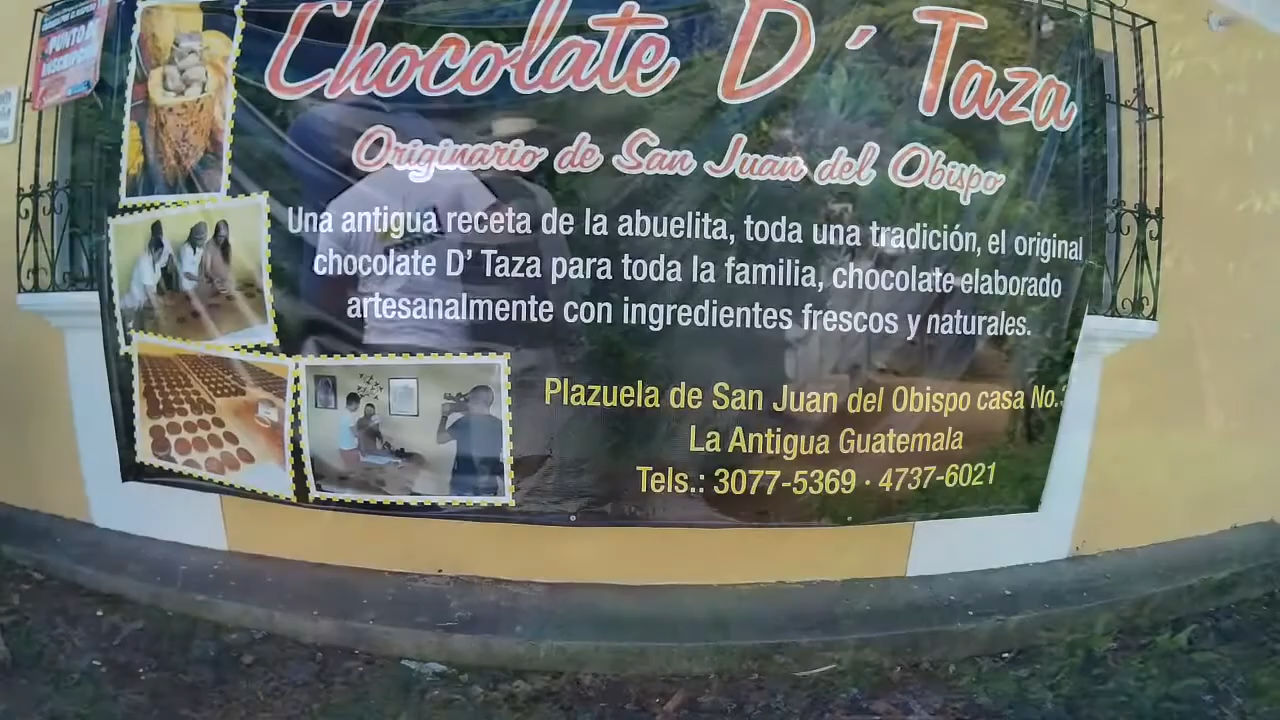 Chocolate D´ Taza
Originario de San Juan del Obispo
Una antigua receta de la abuelita, toda una tradición, el original
chocolate D' Taza para toda la familia, chocolate elaborado
artesanalmente con ingredientes frescos y naturales.
Plazuela de San Juan del Obispo casa No.
La Antigua Guatemala
Tels.: 3077-5369 · 4737-6021
PUNTO